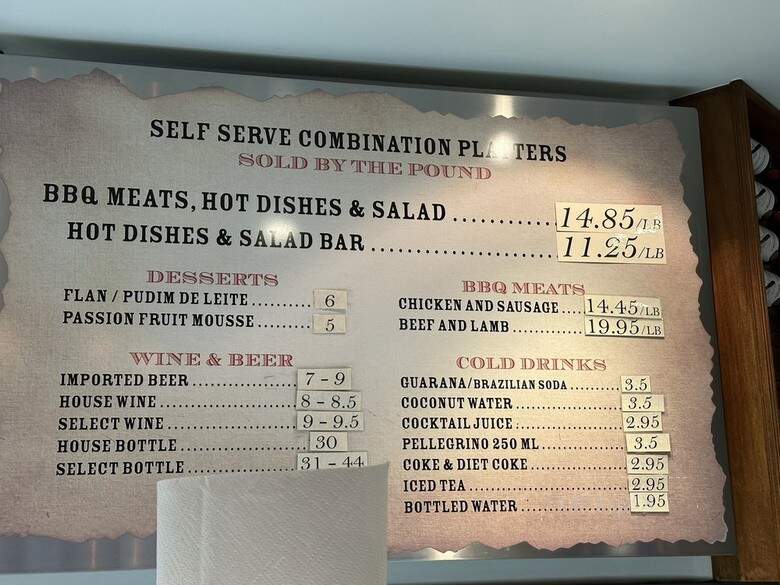 SELF SERVE COMBINATION PLATTERS
SOLD BY THE POUND
BBQ MEATS, HOT DISHES & SALAD .............. 14.85/LB
HOT DISHES & SALAD BAR ........................ 11.25/LB
DESSERTS
FLAN / PUDIM DE LEITE .......... 6
PASSION FRUIT MOUSSE ......... 5
WINE & BEER
IMPORTED BEER .................. 7 - 9
HOUSE WINE ........................ 8 - 8.5
SELECT WINE ....................... 9 - 9.5
HOUSE BOTTLE ..................... 30
SELECT BOTTLE ................... 31 - 44
BBQ MEATS
CHICKEN AND SAUSAGE .... 14.45/LB
BEEF AND LAMB ............. 19.95/LB
COLD DRINKS
GUARANA/BRAZILIAN SODA .......... 3.5
COCONUT WATER .................... 3.5
COCKTAIL JUICE .................... 2.95
PELLEGRINO 250 ML ................ 3.5
COKE & DIET COKE ................. 2.95
ICED TEA ............................ 2.95
BOTTLED WATER .................... 1.95